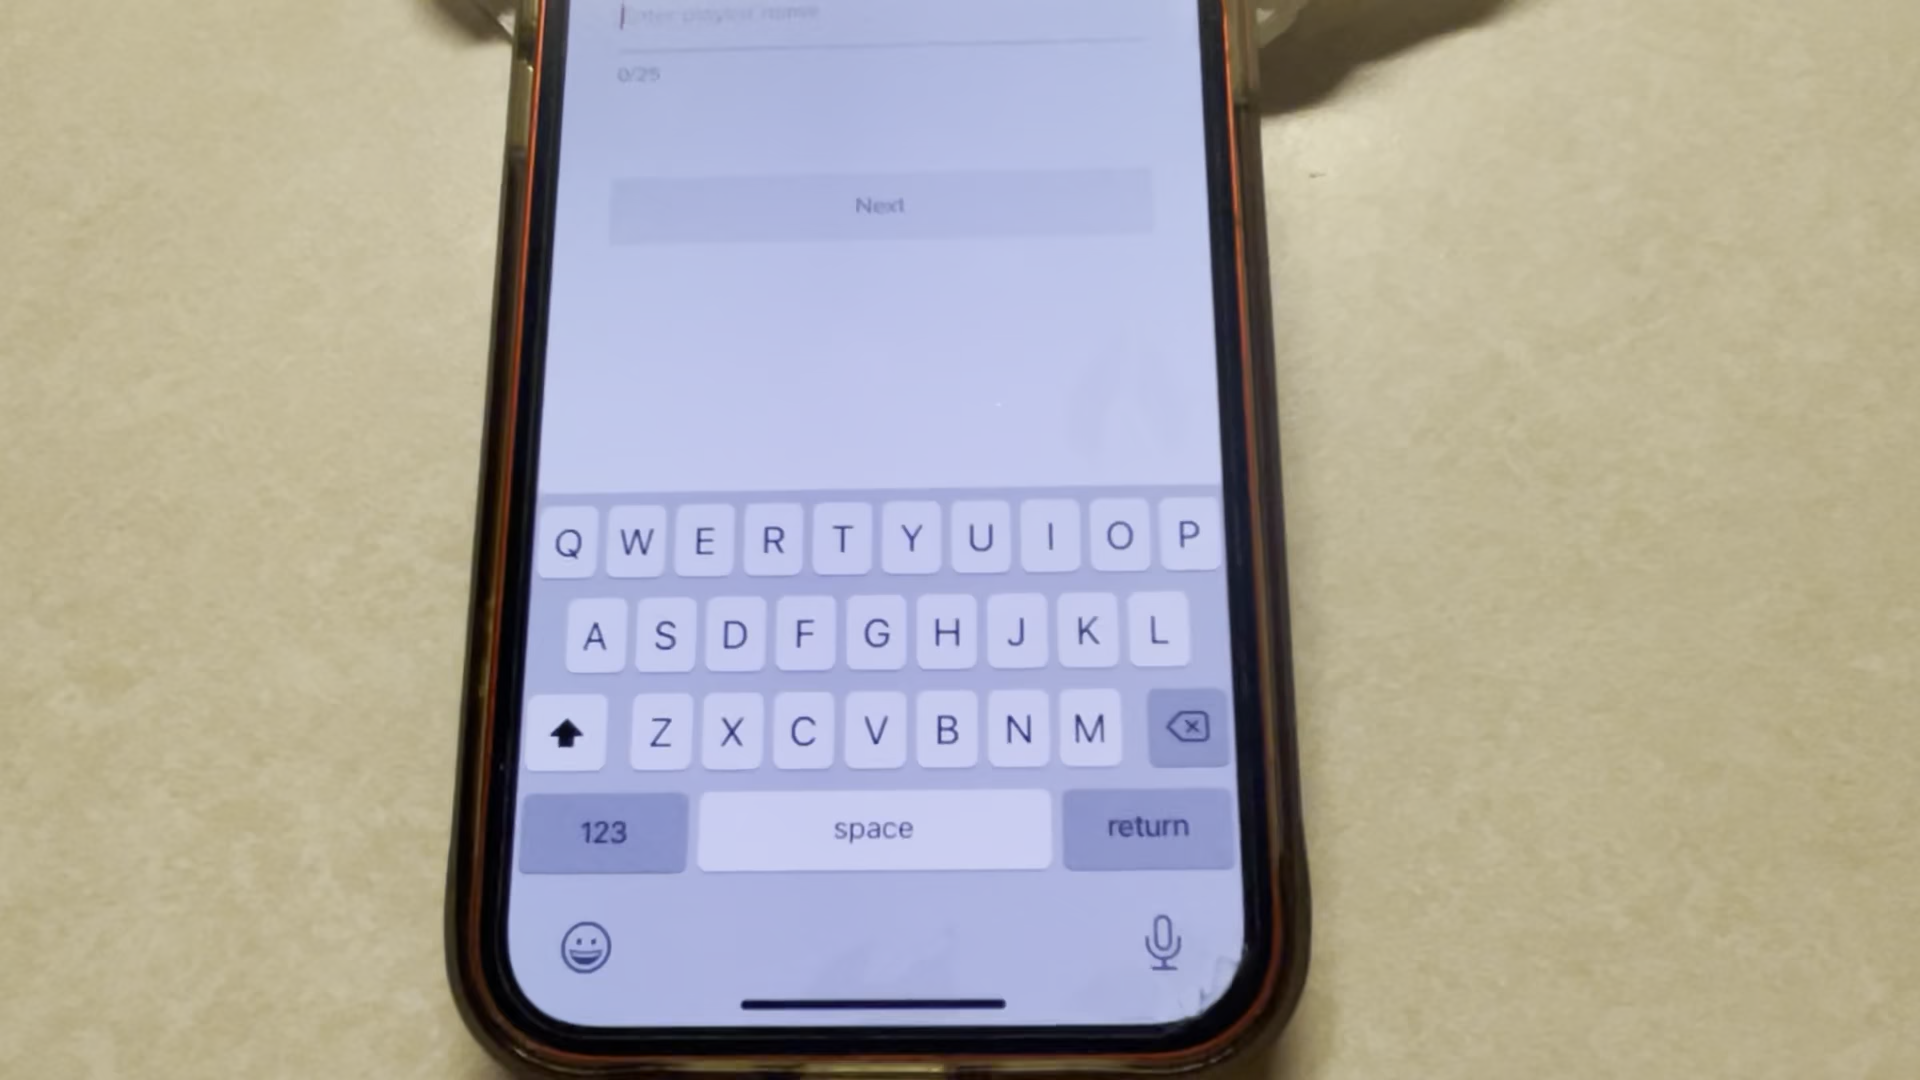 Enter playlist name
0/25
Next
Q W E R T Y U I O P
A S D F G H J K L
Z X C V B N M
123 space return